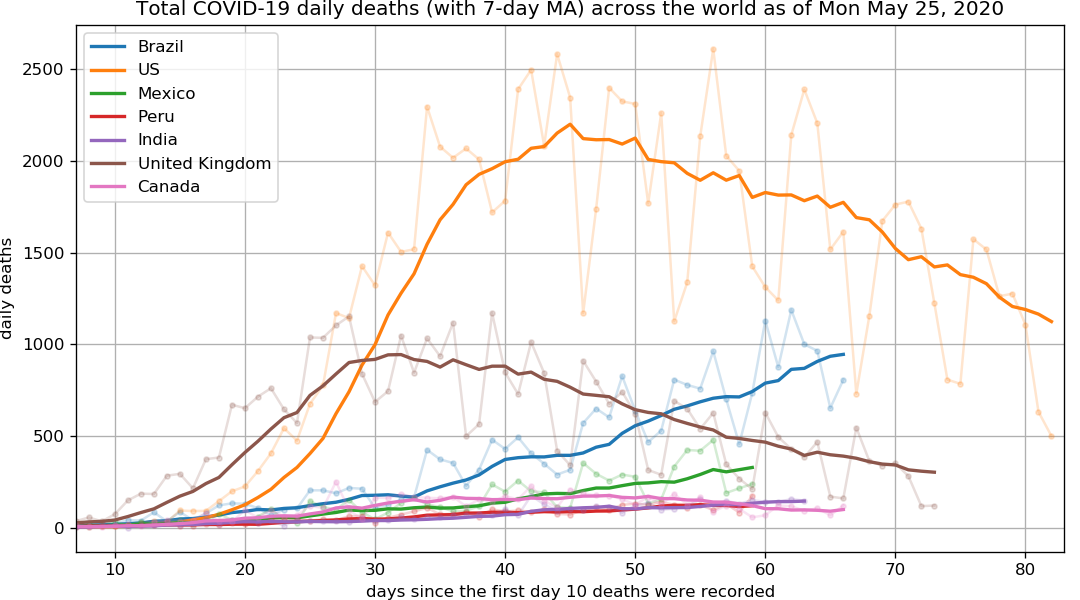 Total COVID-19 daily deaths (with 7-day MA) across the world as of Mon May 25, 2020
Brazil
US
Mexico
Peru
India
United Kingdom
Canada
daily deaths
2500
2000
1500
1000
500
0
10 20 30 40 50 60 70 80
days since the first day 10 deaths were recorded